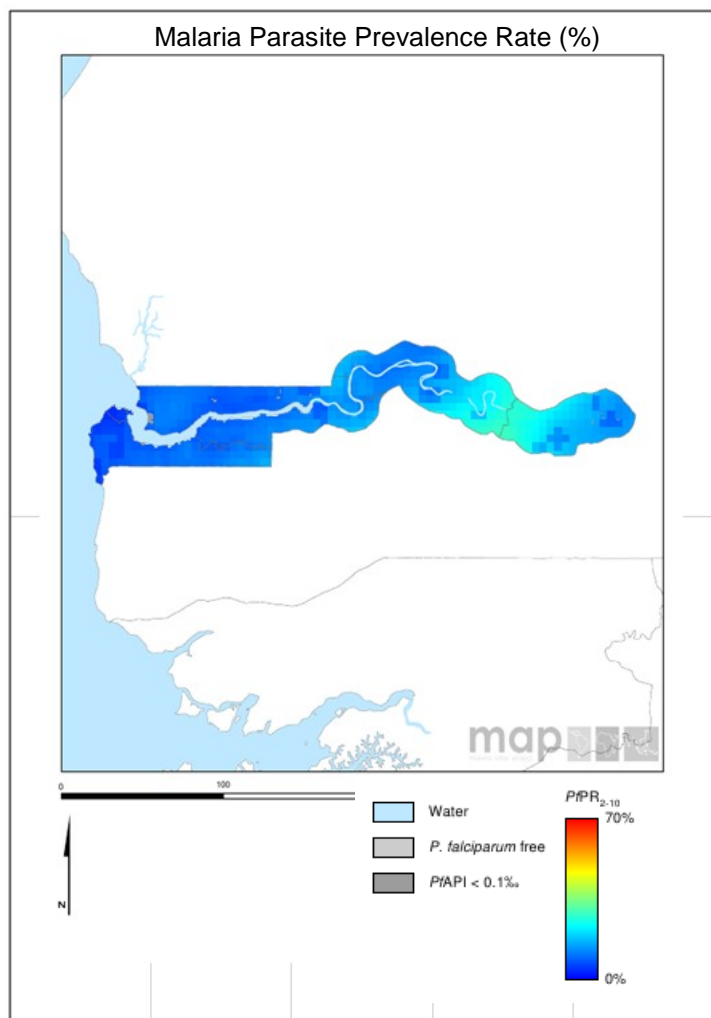 Malaria Parasite Prevalence Rate (%)
map
0 100
Water
P. falciparum free
PfAPI < 0.1‰
PfPR2-10
70%
0%
N